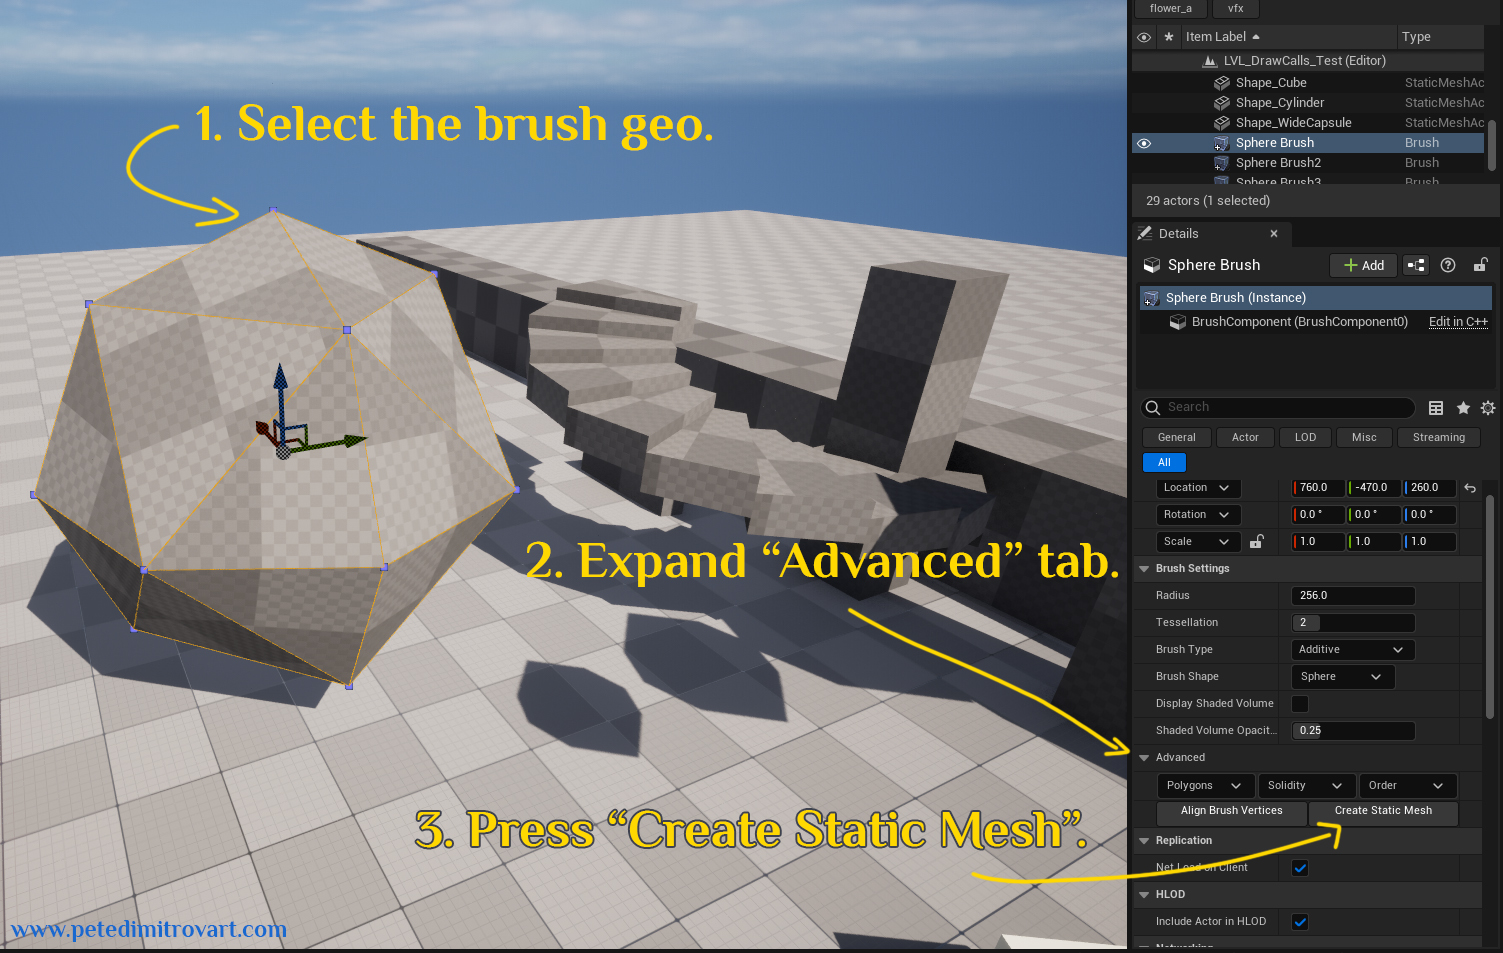 flower_a vfx
Item Label Type
LVL_DrawCalls_Test (Editor)
Shape_Cube StaticMeshAc
Shape_Cylinder StaticMeshAc
Shape_WideCapsule StaticMeshAc
Sphere Brush Brush
Sphere Brush2 Brush
Sphere Brush3 Brush
29 actors (1 selected)
Details
Sphere Brush Add
Sphere Brush (Instance)
BrushComponent (BrushComponent0) Edit in C++
Search
General Actor LOD Misc Streaming
All
Location 760.0 -470.0 260.0
Rotation 0.0 ° 0.0 ° 0.0 °
Scale 1.0 1.0 1.0
Brush Settings
Radius 256.0
Tessellation 2
Brush Type Additive
Brush Shape Sphere
Display Shaded Volume
Shaded Volume Opacit... 0.25
Advanced
Polygons Solidity Order
Align Brush Vertices Create Static Mesh
Replication
Net Load on Client
HLOD
Include Actor in HLOD
Networking
1. Select the brush geo.
2. Expand “Advanced” tab.
3. Press “Create Static Mesh”.
www.petedimitrovart.com